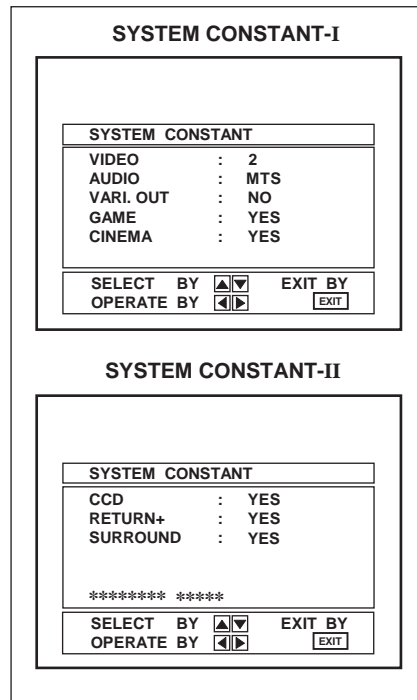 SYSTEM CONSTANT-I
SYSTEM CONSTANT
VIDEO : 2
AUDIO : MTS
VARI. OUT : NO
GAME : YES
CINEMA : YES
SELECT BY ▲▼ EXIT BY
OPERATE BY ◀▶ EXIT
SYSTEM CONSTANT-II
SYSTEM CONSTANT
CCD : YES
RETURN+ : YES
SURROUND : YES
******** *****
SELECT BY ▲▼ EXIT BY
OPERATE BY ◀▶ EXIT